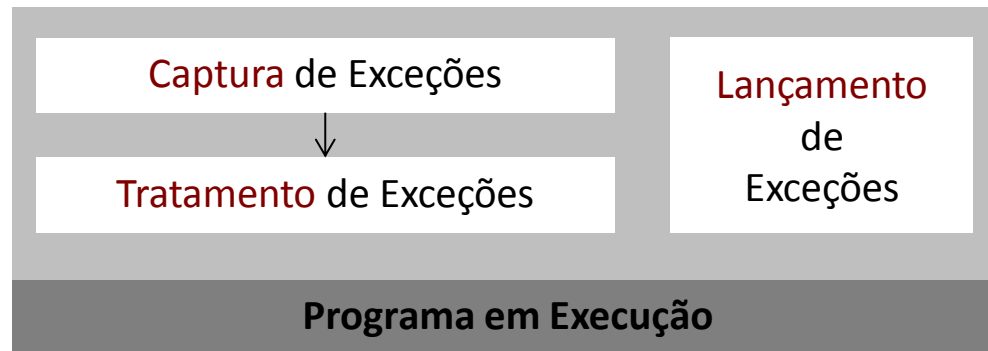 Captura de Exceções
Tratamento de Exceções
Lançamento
de
Exceções
Programa em Execução